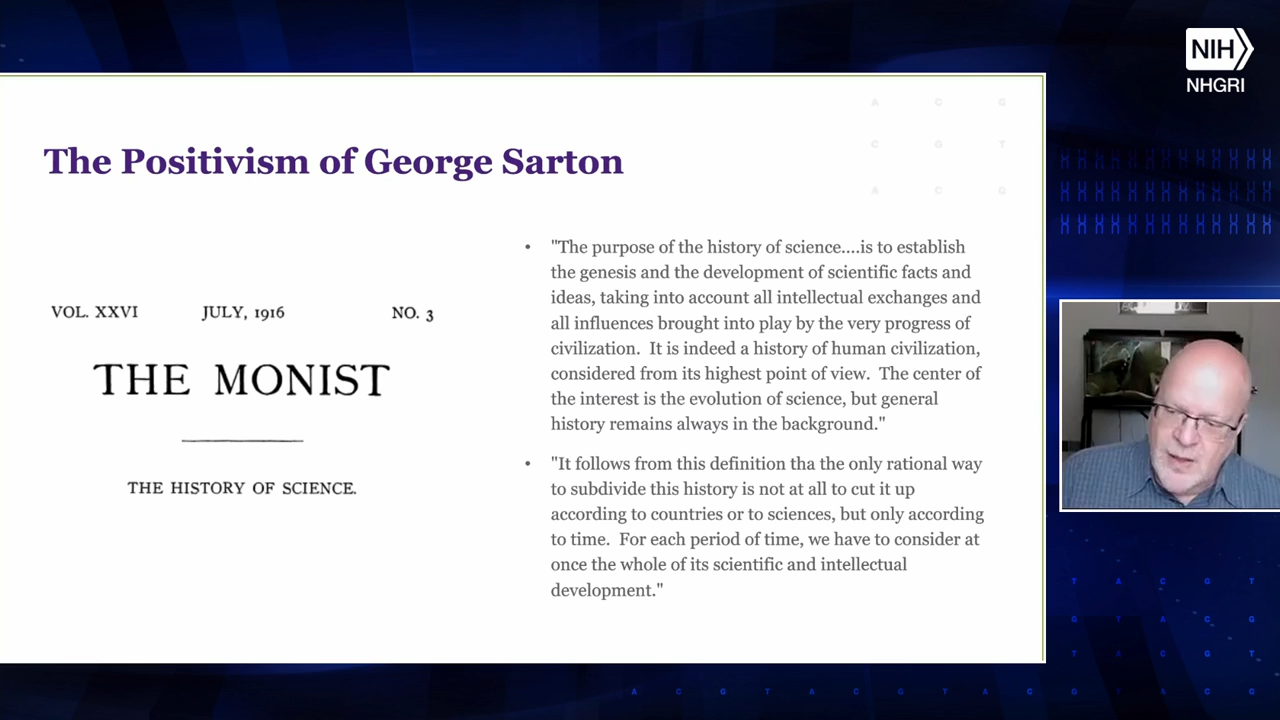 NIH
NHGRI
A C G
C G T
A C G
The Positivism of George Sarton
VOL. XXVI JULY, 1916 NO. 3
THE MONIST
THE HISTORY OF SCIENCE.
• "The purpose of the history of science....is to establish
the genesis and the development of scientific facts and
ideas, taking into account all intellectual exchanges and
all influences brought into play by the very progress of
civilization. It is indeed a history of human civilization,
considered from its highest point of view. The center of
the interest is the evolution of science, but general
history remains always in the background."
• "It follows from this definition tha the only rational way
to subdivide this history is not at all to cut it up
according to countries or to sciences, but only according
to time. For each period of time, we have to consider at
once the whole of its scientific and intellectual
development."
T A C G T
G T A C G
T A C G T
A C G T A C G T A C G T A C G